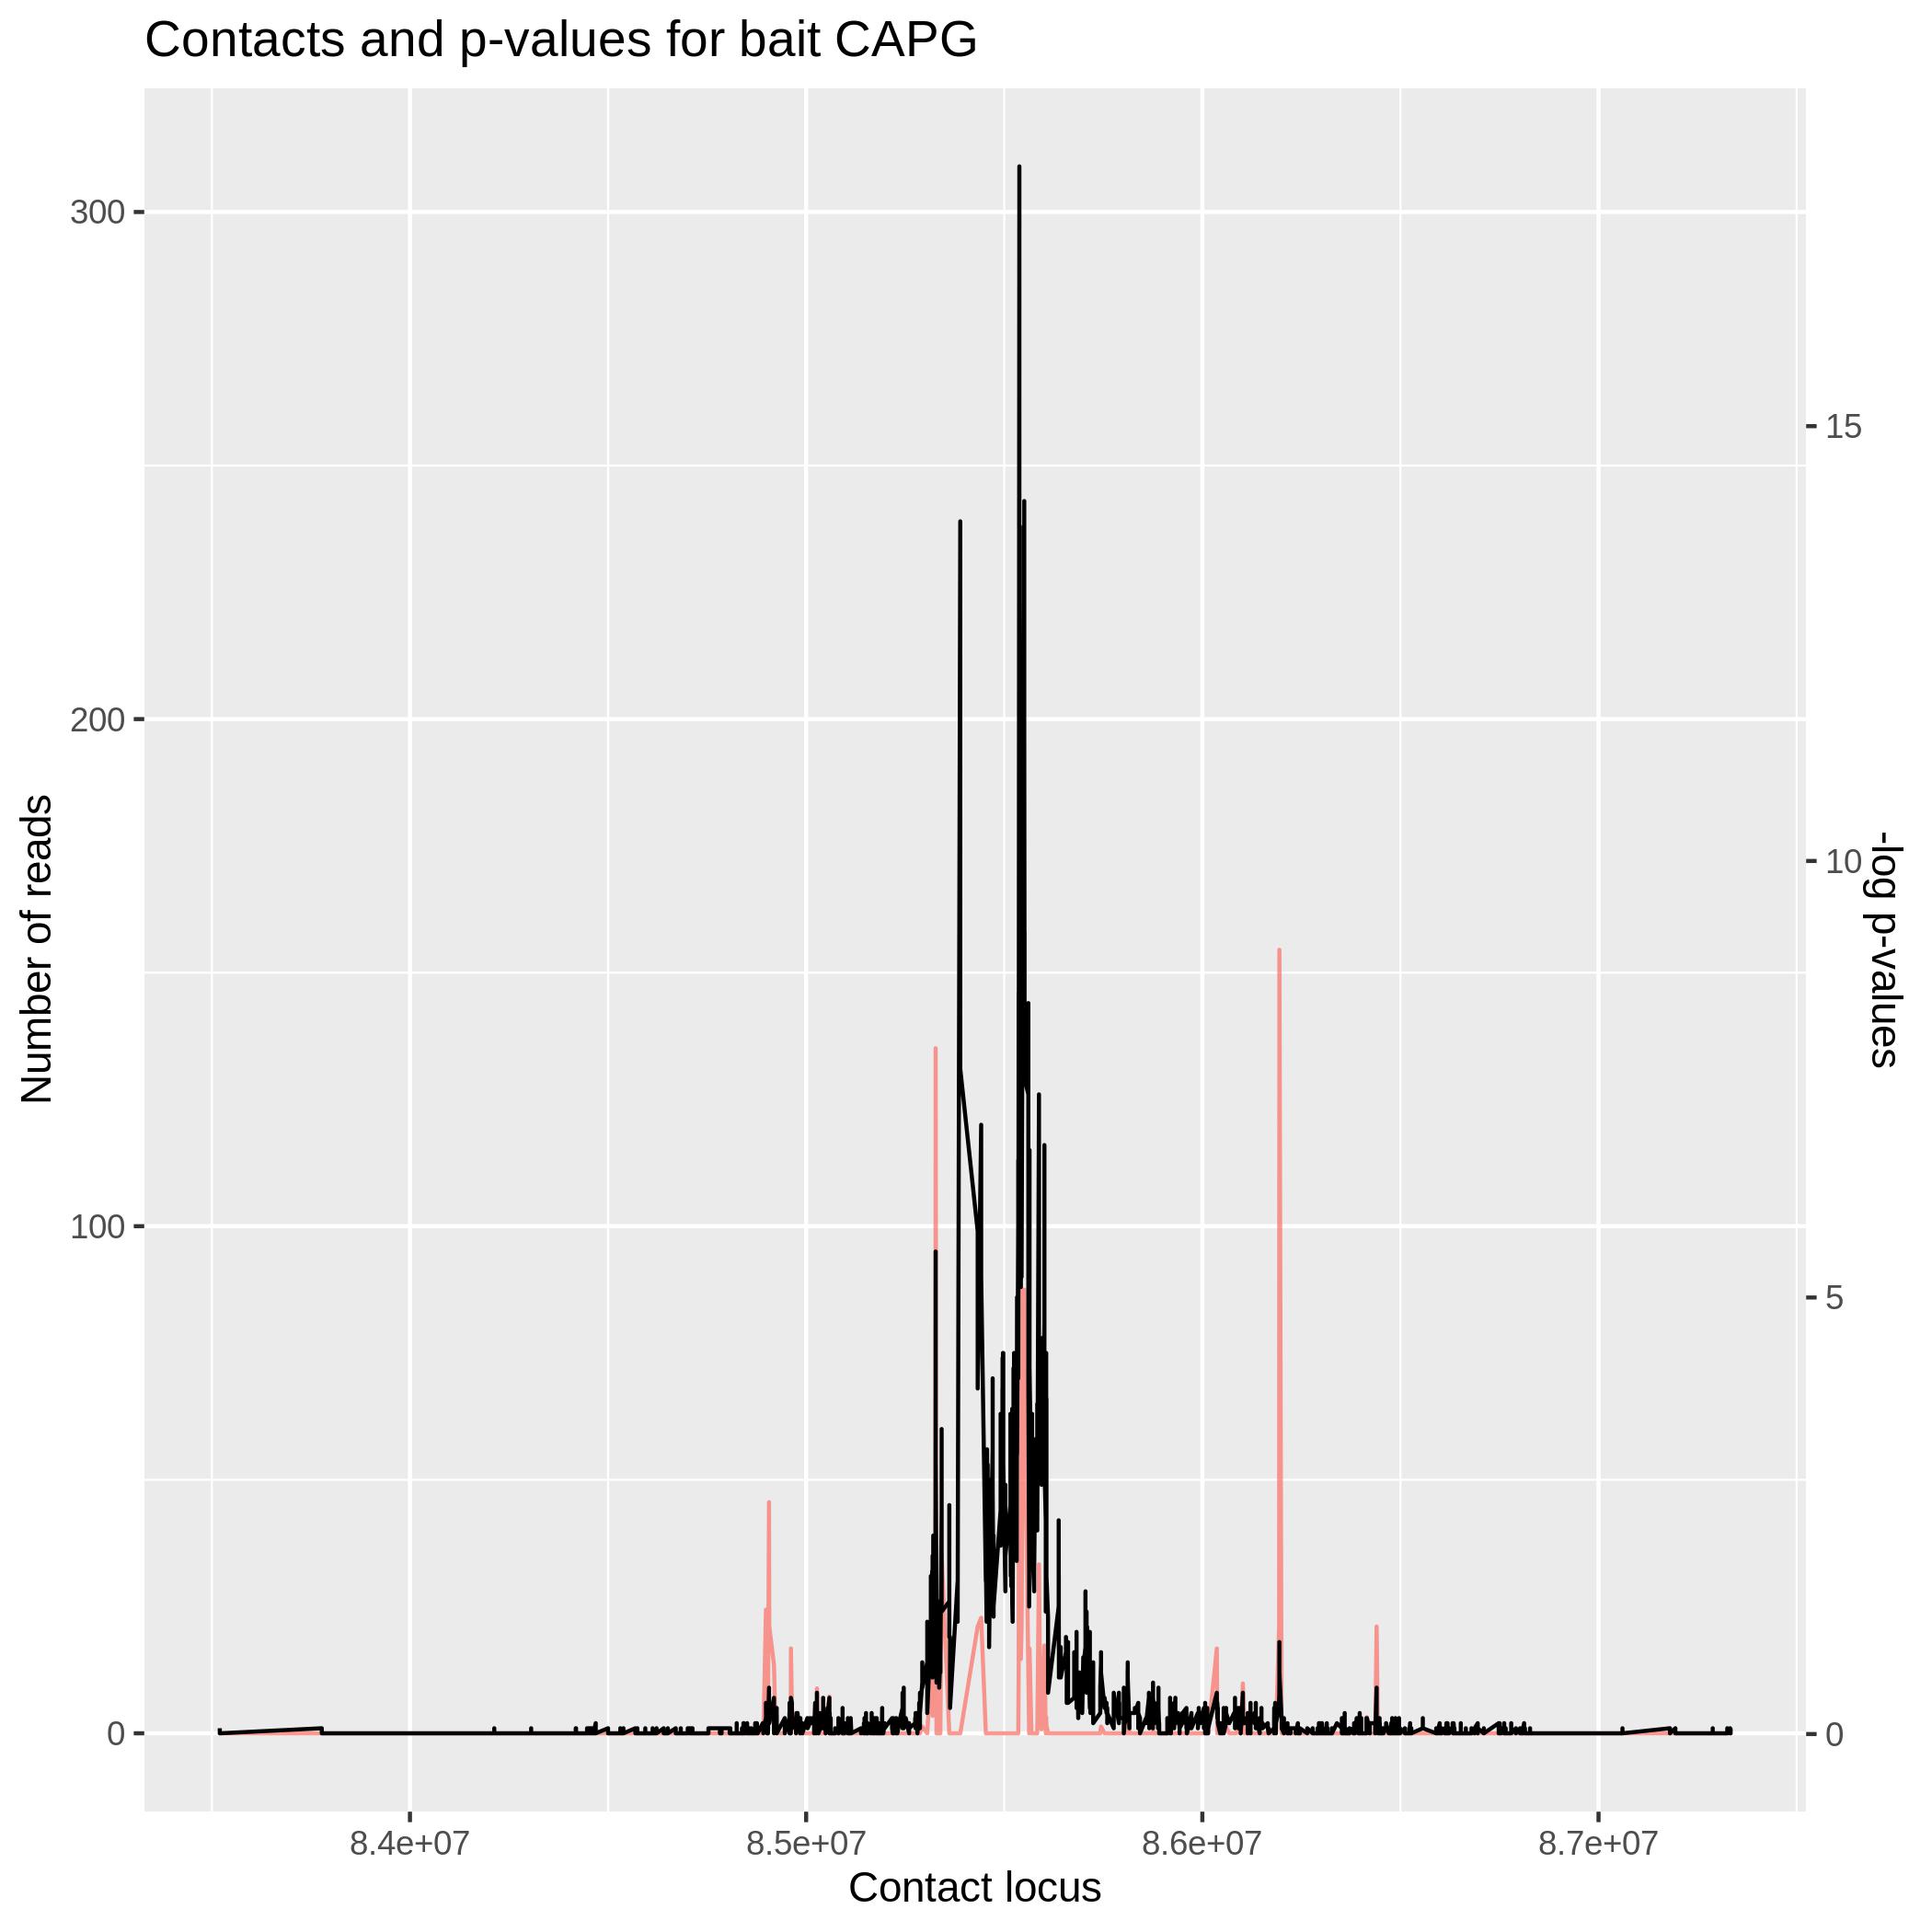 Contacts and p-values for bait CAPG
300
200
100
0
Number of reads
15
10
5
0
-log p-values
8.4e+07
8.5e+07
8.6e+07
8.7e+07
Contact locus